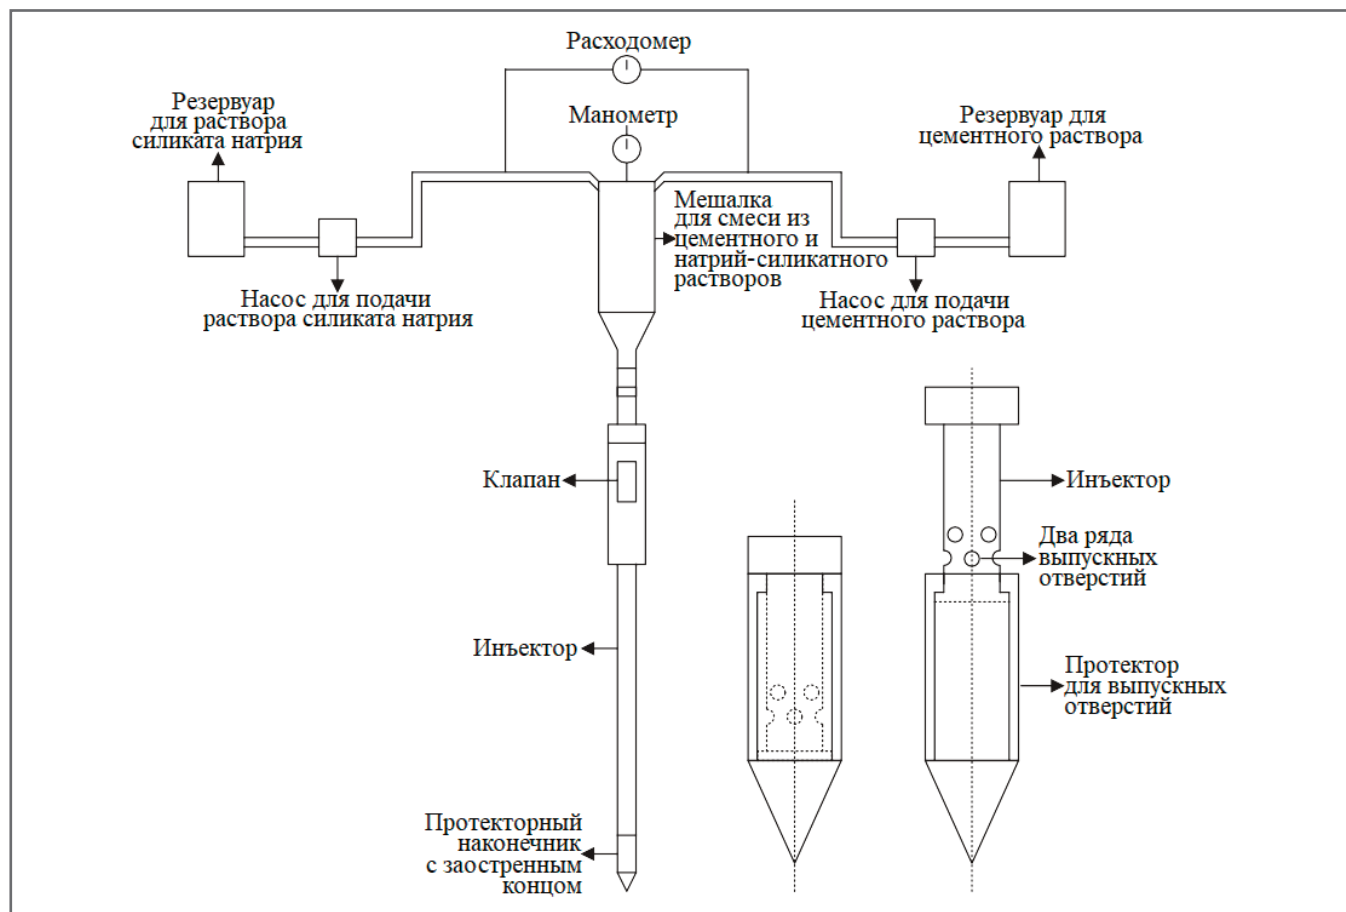 Расходомер
Манометр
Резервуар
для раствора
силиката натрия
Резервуар для
цементного раствора
Мешалка
для смеси из
цементного и
натрий-силикатного
растворов
Насос для подачи
раствора силиката натрия
Насос для подачи
цементного раствора
Клапан
Инъектор
Два ряда
выпускных
отверстий
Инъектор
Протектор
для выпускных
отверстий
Протекторный
наконечник
с заостренным
концом